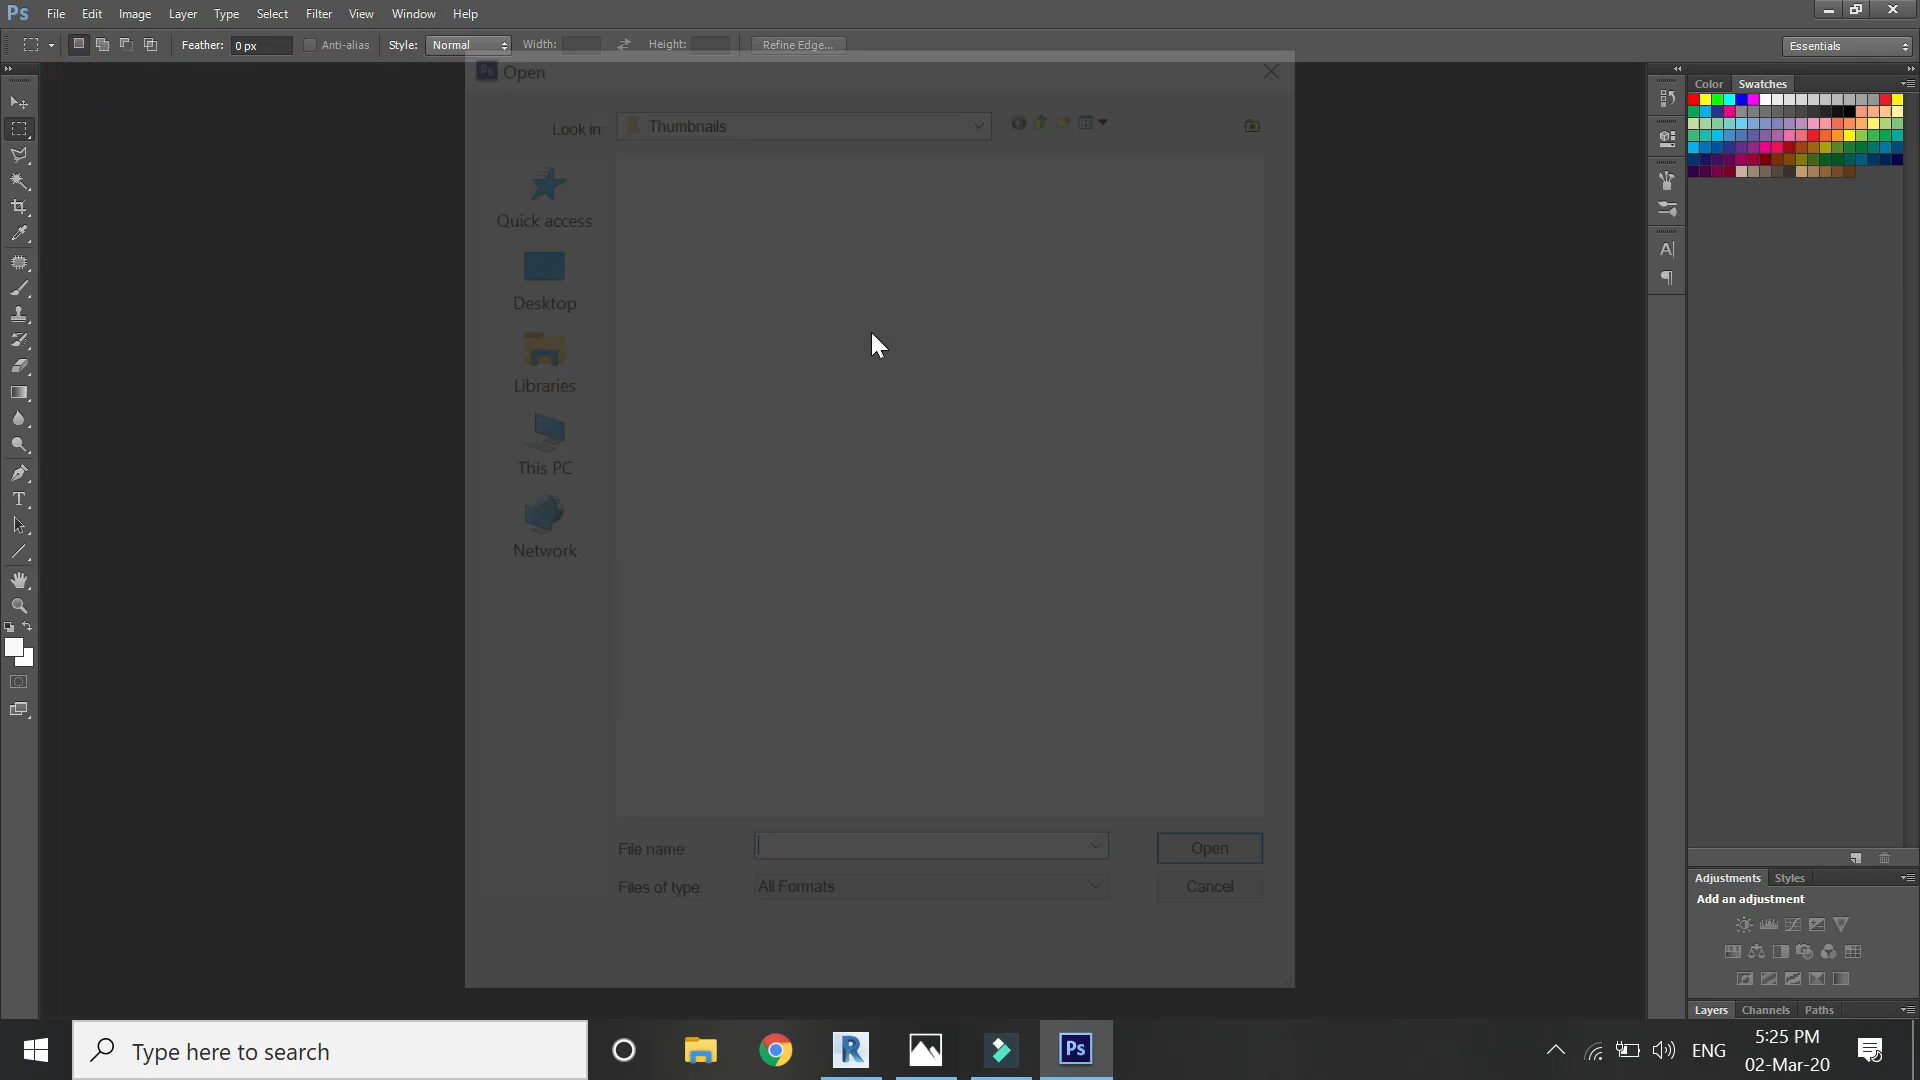 Ps File Edit Image Layer Type Select Filter View Window Help
Feather: 0 px Anti-alias Style: Normal Width: Height: Refine Edge... Essentials
Ps Open
Color Swatches
Look in: Thumbnails
Quick access
Desktop
Libraries
This PC
Network
File name: Open
Files of type All Formats Cancel
Adjustments Styles
Add an adjustment
Layers Channels Paths
Type here to search
R
Ps
ENG
5:25 PM
02-Mar-20